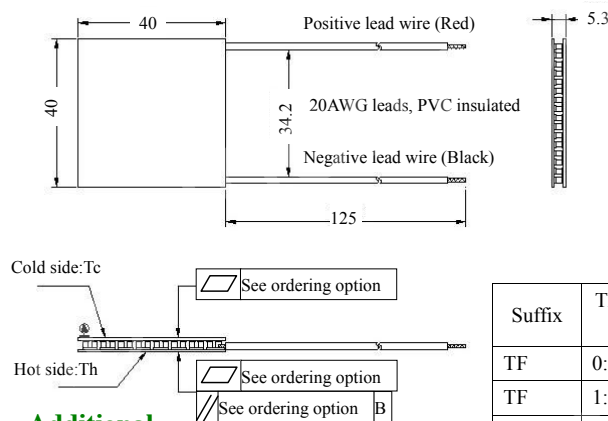 40
Positive lead wire (Red)
5.3
40
34.2
20AWG leads, PVC insulated
Negative lead wire (Black)
125
Cold side:Tc
See ordering option
Suffix
T
Hot side:Th
See ordering option
TF
0:
See ordering option B
TF
1:
Additional